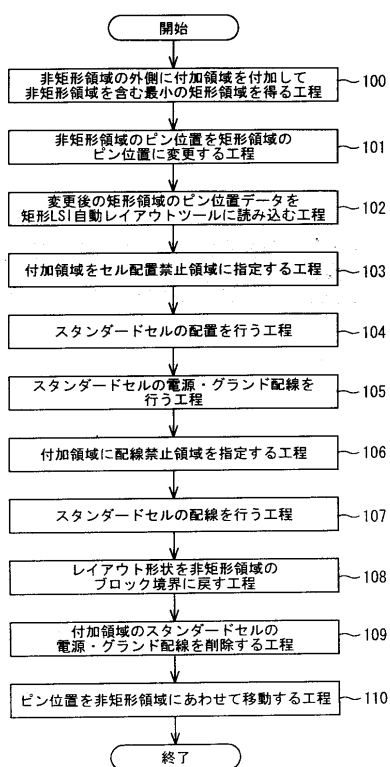 開始
非矩形領域の外側に付加領域を付加して
非矩形領域を含む最小の矩形領域を得る工程
100
非矩形領域のピン位置を矩形領域の
ピン位置に変更する工程
101
変更後の矩形領域のピン位置データを
矩形LSI自動レイアウトツールに読み込む工程
102
付加領域をセル配置禁止領域に指定する工程
103
スタンダードセルの配置を行う工程
104
スタンダードセルの電源・グランド配線を
行う工程
105
付加領域に配線禁止領域を指定する工程
106
スタンダードセルの配線を行う工程
107
レイアウト形状を非矩形領域の
ブロック境界に戻す工程
108
付加領域のスタンダードセルの
電源・グランド配線を削除する工程
109
ピン位置を非矩形領域にあわせて移動する工程
110
終了